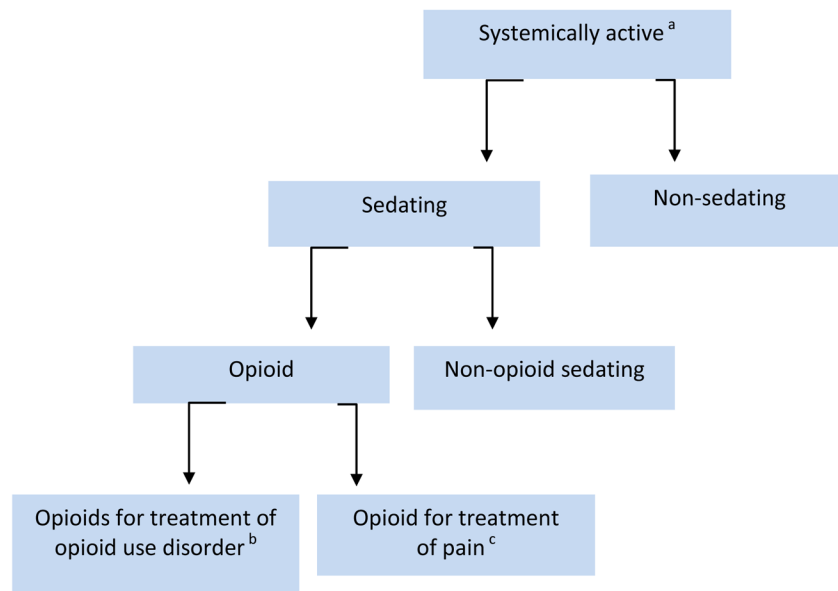 Systemically active ᵃ
Sedating
Non-sedating
Opioid
Non-opioid sedating
Opioids for treatment of
opioid use disorder ᵇ
Opioid for treatment
of pain ᶜ